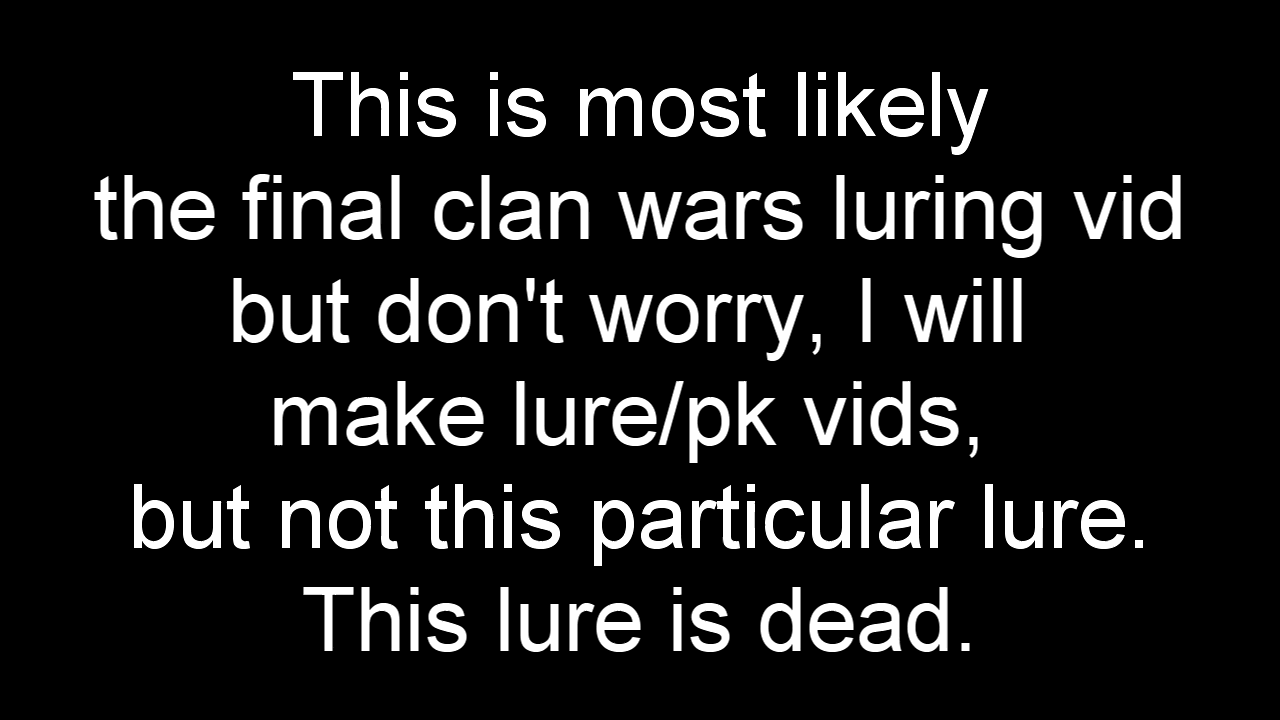 This is most likely
the final clan wars luring vid
but don't worry, I will
make lure/pk vids,
but not this particular lure.
This lure is dead.